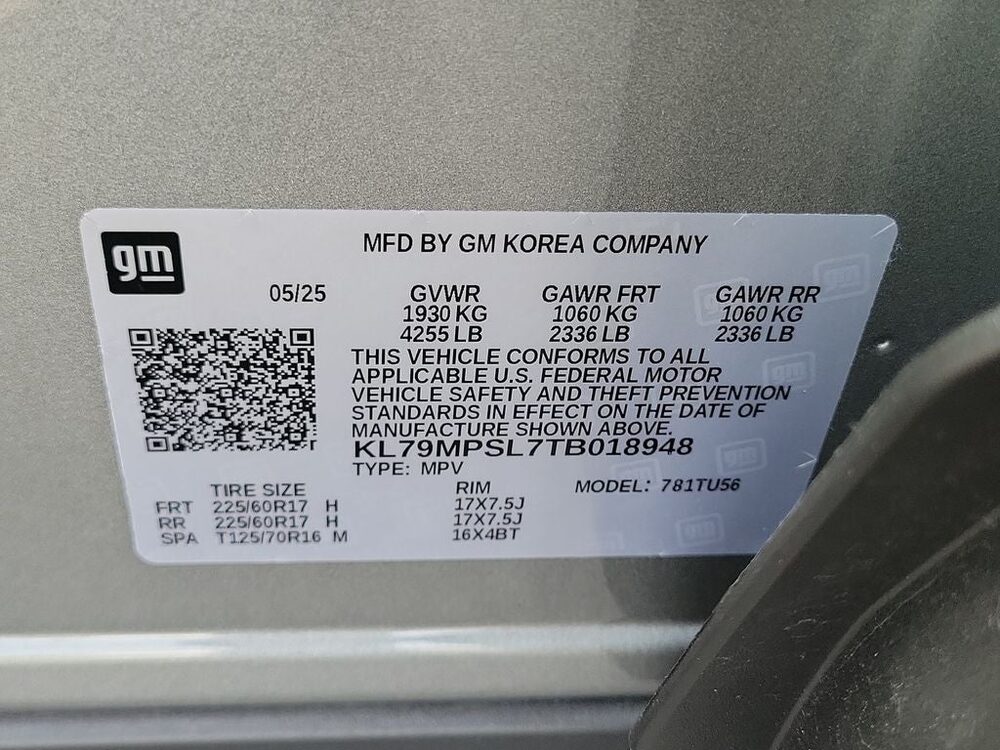 gm
MFD BY GM KOREA COMPANY
05/25 GVWR GAWR FRT GAWR RR
1930 KG 1060 KG 1060 KG
4255 LB 2336 LB 2336 LB
THIS VEHICLE CONFORMS TO ALL
APPLICABLE U.S. FEDERAL MOTOR
VEHICLE SAFETY AND THEFT PREVENTION
STANDARDS IN EFFECT ON THE DATE OF
MANUFACTURE SHOWN ABOVE.
KL79MPSL7TB018948
TYPE: MPV
TIRE SIZE RIM MODEL: 781TU56
FRT 225/60R17 H 17X7.5J
RR 225/60R17 H 17X7.5J
SPA T125/70R16 M 16X4BT